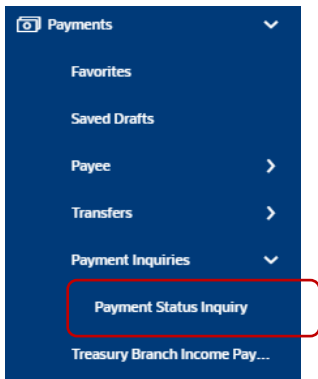 Payments
Favorites
Saved Drafts
Payee
Transfers
Payment Inquiries
Payment Status Inquiry
Treasury Branch Income Pay...